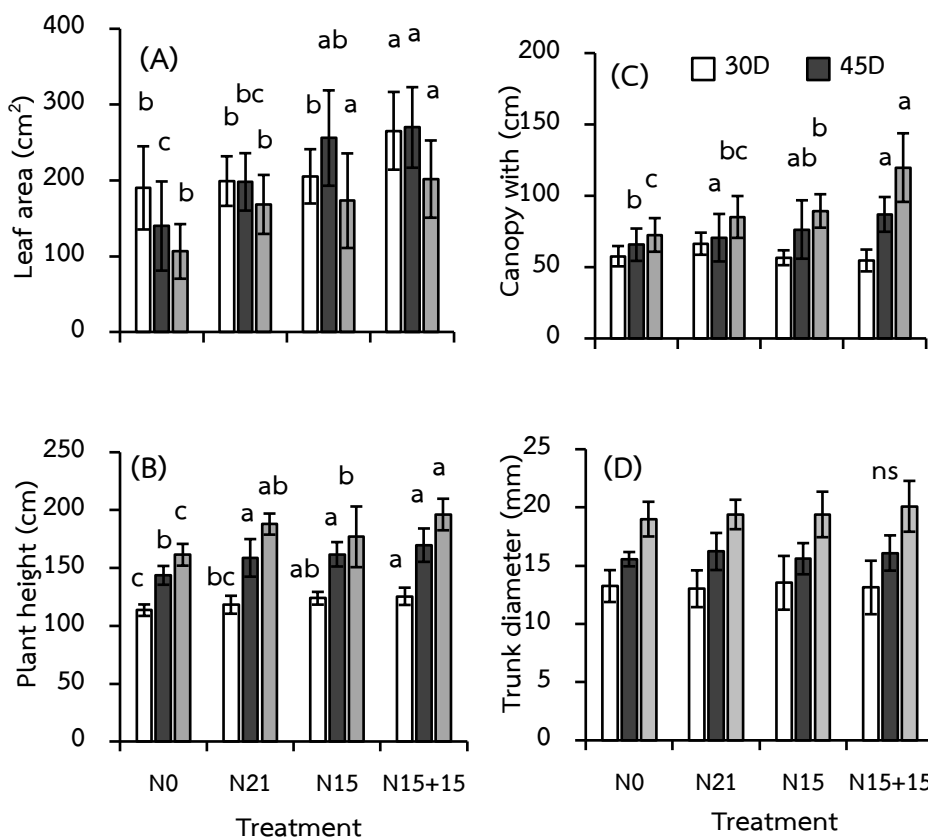 (A)
Leaf area (cm2)
400
300
200
100
0
b
c
b
b
bc
b
b
ab
a
a
a
a
(C)
30D
45D
Canopy with (cm)
200
150
100
50
0
b
c
a
bc
ab
b
a
a
(B)
Plant height (cm)
250
200
150
100
50
0
c
b
c
bc
a
ab
ab
a
b
a
a
a
N0 N21 N15 N15+15
Treatment
(D)
Trunk diameter (mm)
25
20
15
10
5
0
ns
N0 N21 N15 N15+15
Treatment